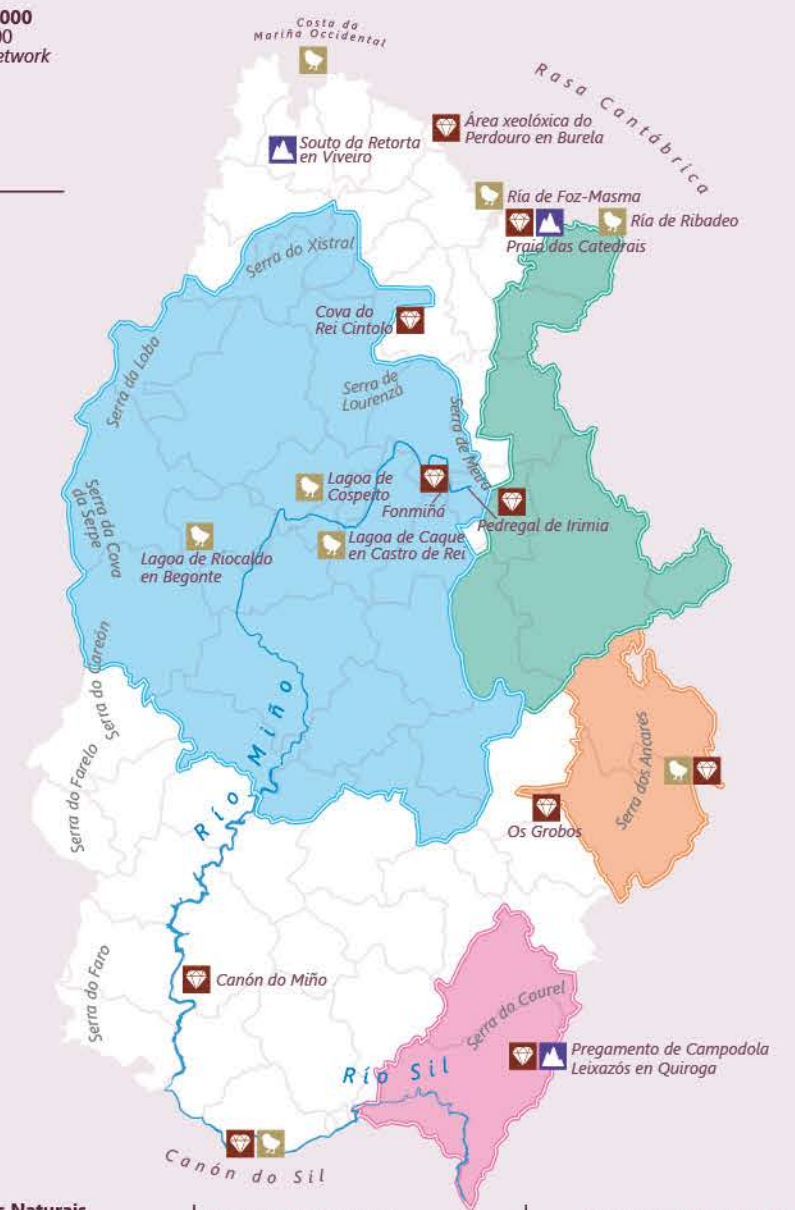 000
00
etwork
Costa da
Mariña Occidental
Rasa Cantábrica
Área xeolóxica do
Perdouro en Burela
Souto da Retorta
en Viveiro
Ría de Foz-Masma
Ría de Ribadeo
Praia das Catedrais
Serra do Xistral
Cova do
Rei Cintolo
Serra da Loba
Serra de
Lourenzá
Serra de Meira
Lagoa de
Cospeito
Fonmiñá
Pedregal de Irimia
Serra da Cova
da Serpe
Lagoa de Caque
en Castro de Rei
Lagoa de Riocaldo
en Begonte
Serra do Careón
Río Miño
Serra do Farelo
Serra dos Ancares
Os Grobos
Serra do Faro
Canón do Miño
Serra do Courel
Río Sil
Pregamento de Campodola
Leixazós en Quiroga
Canón do Sil
s Naturais